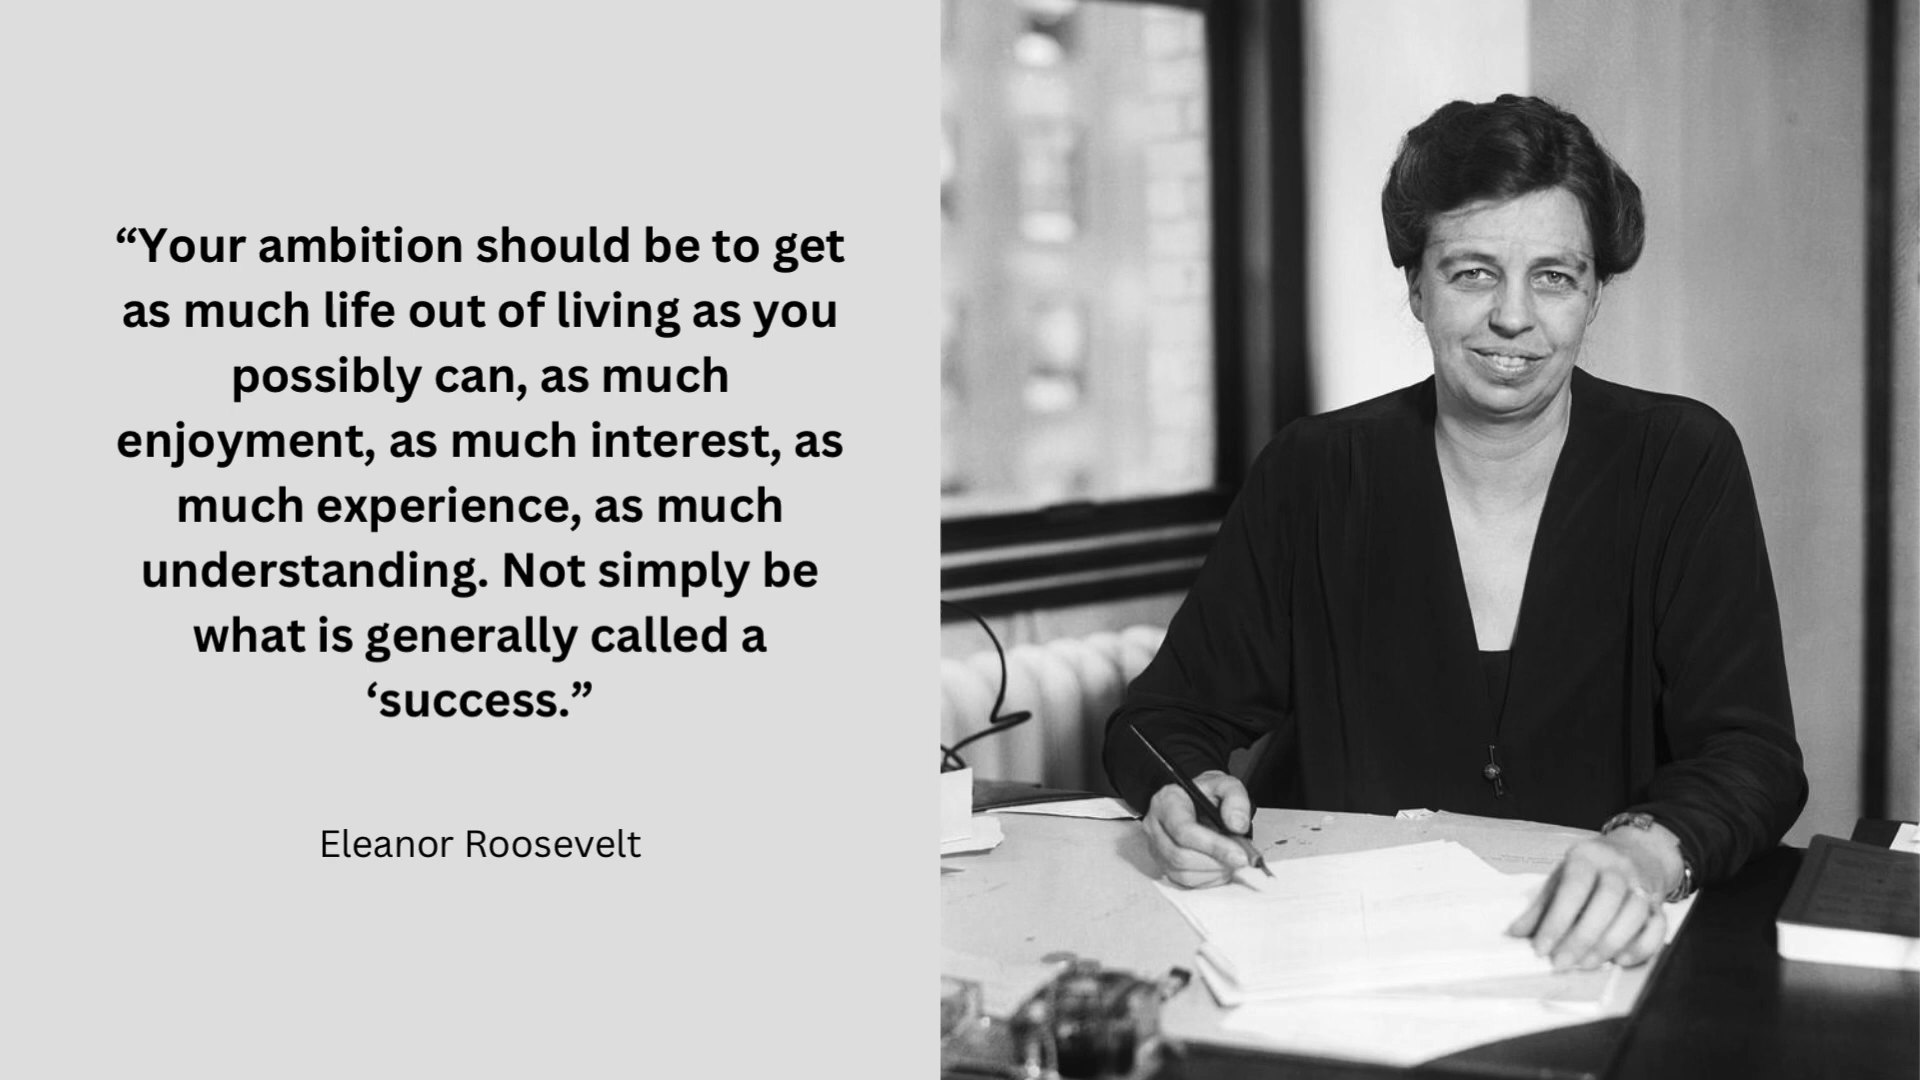 “Your ambition should be to get
as much life out of living as you
possibly can, as much
enjoyment, as much interest, as
much experience, as much
understanding. Not simply be
what is generally called a
‘success.”
Eleanor Roosevelt